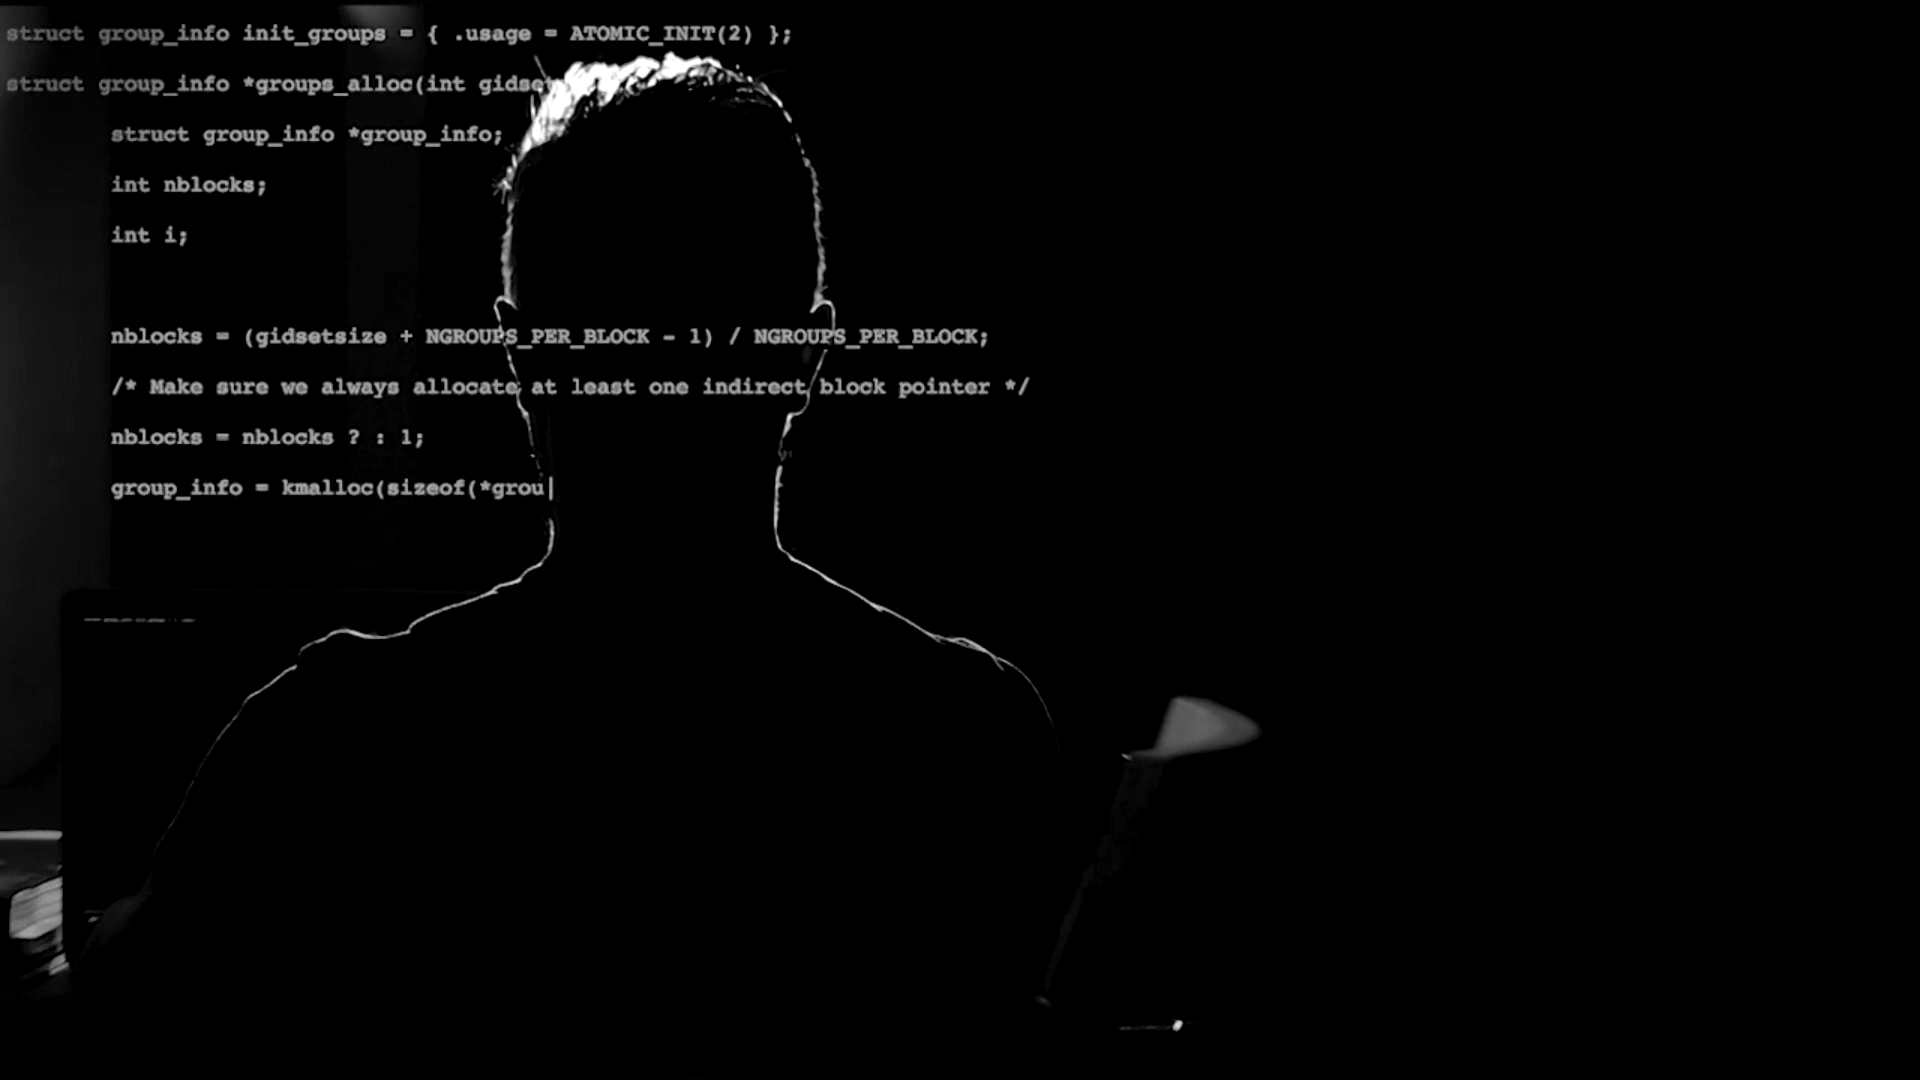 struct group_info init_groups = { .usage = ATOMIC_INIT(2) };
struct group_info *groups_alloc(int gidset
struct group_info *group_info;
int nblocks;
int i;
nblocks = (gidsetsize + NGROUPS_PER_BLOCK - 1) / NGROUPS_PER_BLOCK;
/* Make sure we always allocate at least one indirect block pointer */
nblocks = nblocks ? : 1;
group_info = kmalloc(sizeof(*grou|